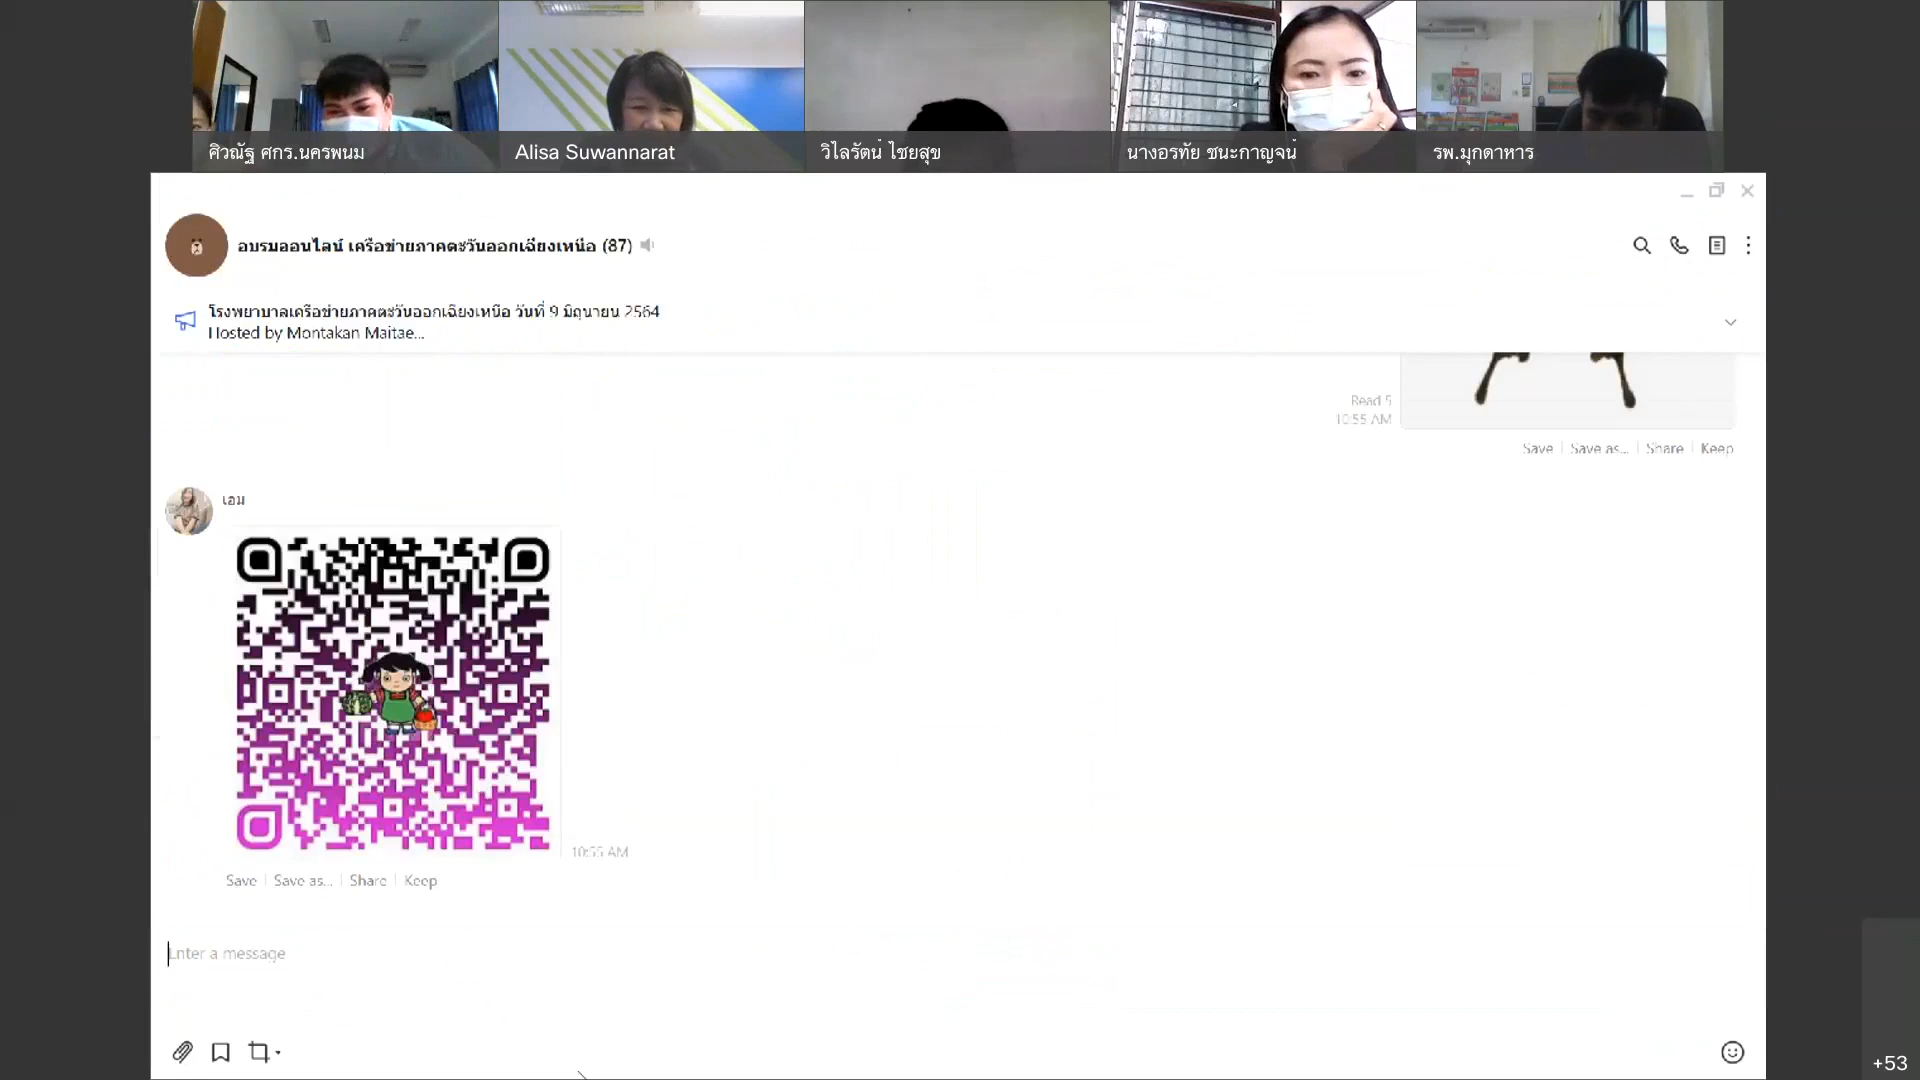 ศิวณัฐ ศกร.นครพนม
Alisa Suwannarat
วิไลรัตน์ ไชยสุข
นางอรทัย ชนะกาญจน์
รพ.มุกดาหาร
อบรมออนไลน์ เครือข่ายภาคตะวันออกเฉียงเหนือ (87)
โรงพยาบาลเครือข่ายภาคตะวันออกเฉียงเหนือ วันที่ 9 มิถุนายน 2564
Hosted by Montakan Maitae...
Read 5
10:55 AM
Save Save as... Share Keep
เอม
10:55 AM
Save Save as... Share Keep
Enter a message
+53